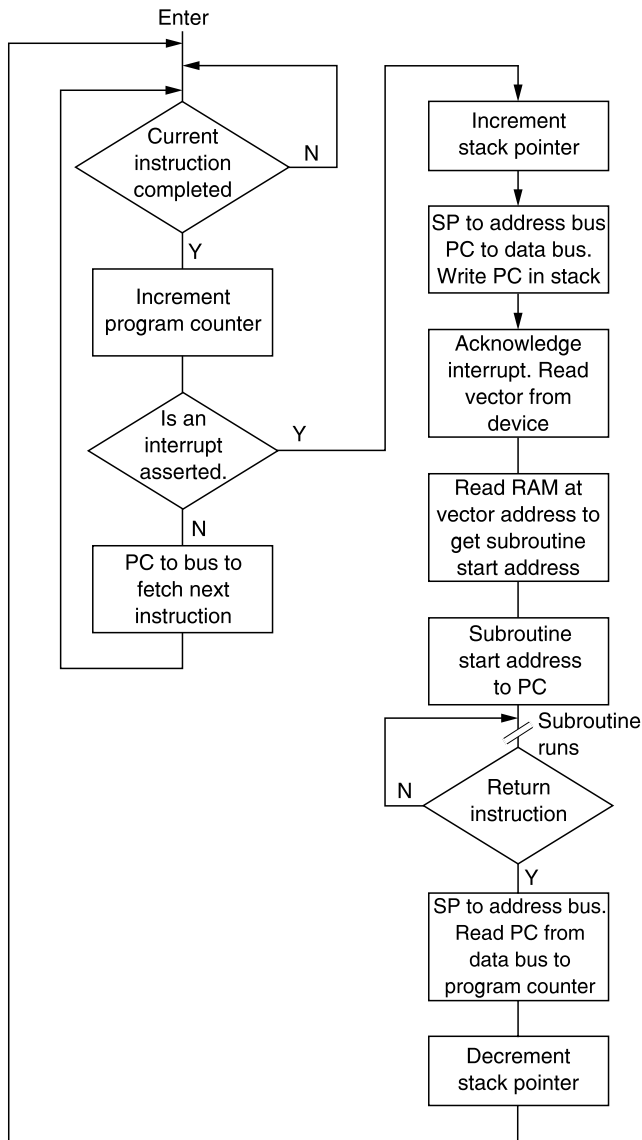 Enter
Current
instruction
completed
N
Y
Increment
program counter
Is an
interrupt
asserted.
Y
N
PC to bus to
fetch next
instruction
Increment
stack pointer
SP to address bus
PC to data bus.
Write PC in stack
Acknowledge
interrupt. Read
vector from
device
Read RAM at
vector address to
get subroutine
start address
Subroutine
start address
to PC
Subroutine
runs
Return
instruction
N
Y
SP to address bus.
Read PC from
data bus to
program counter
Decrement
stack pointer